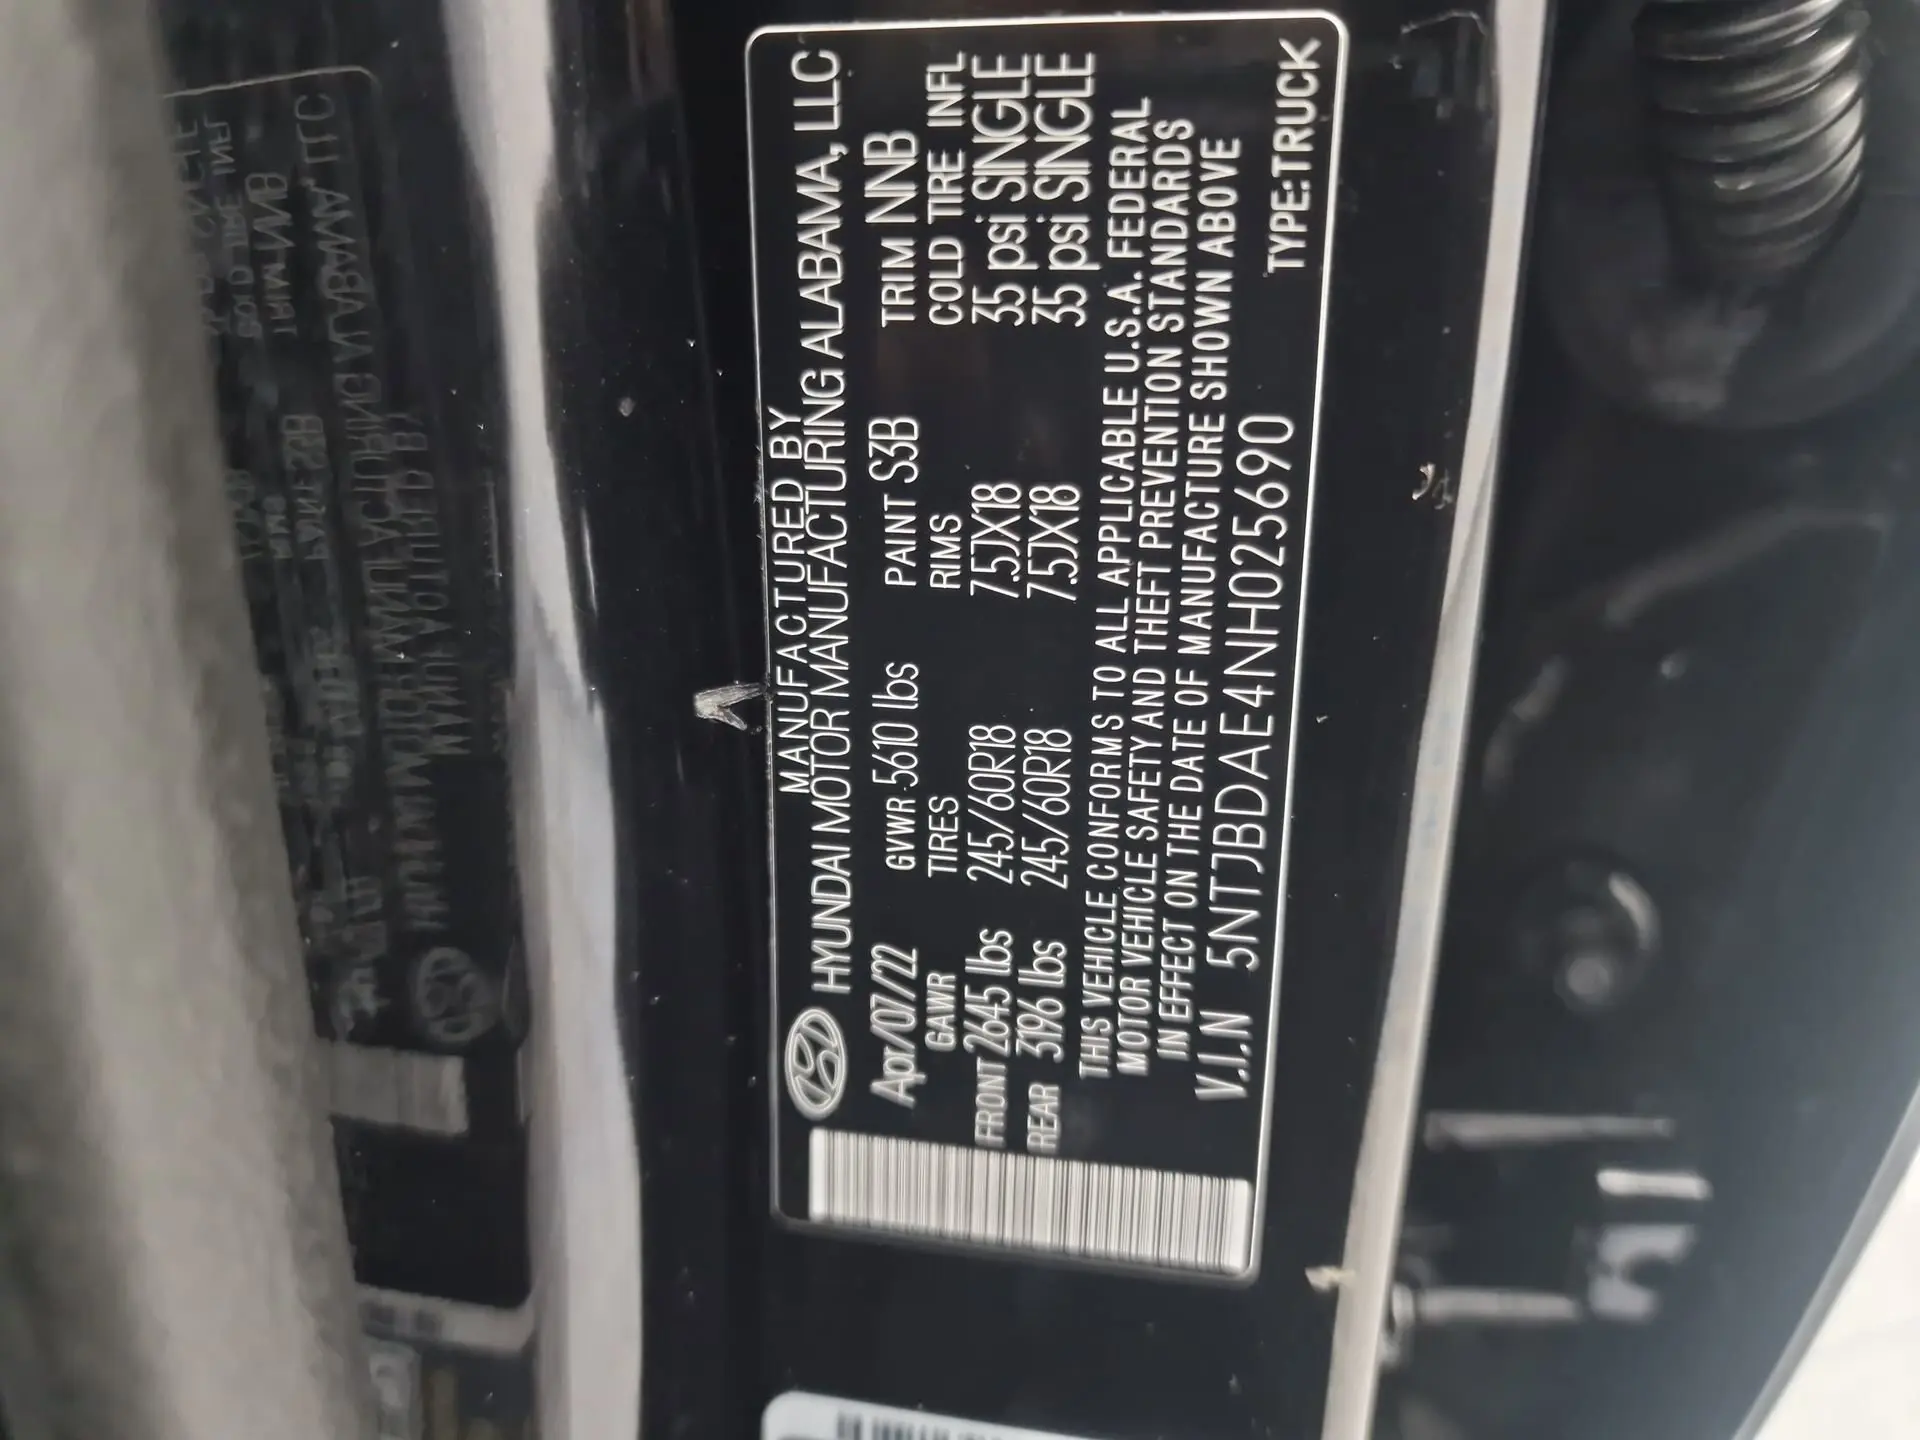 MANUFACTURED BY
HYUNDAI MOTOR MANUFACTURING ALABAMA, LLC
Apr/07/22 GVWR 5610 lbs PAINT S3B TRIM NNB
GAWR TIRES RIMS COLD TIRE INFL
FRONT 2645 lbs 245/60R18 7.5JX18 35 psi SINGLE
REAR 3196 lbs 245/60R18 7.5JX18 35 psi SINGLE
THIS VEHICLE CONFORMS TO ALL APPLICABLE U.S.A. FEDERAL
MOTOR VEHICLE SAFETY AND THEFT PREVENTION STANDARDS
IN EFFECT ON THE DATE OF MANUFACTURE SHOWN ABOVE
V.I.N 5NTJBDAE4NH025690 TYPE:TRUCK